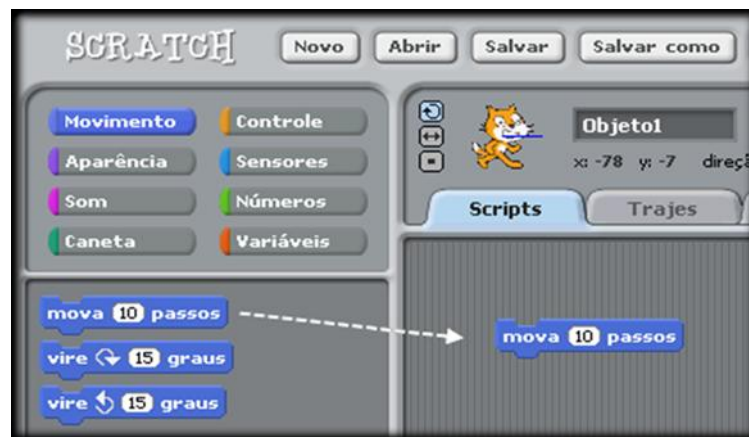 SCRATCH
Novo Abrir Salvar Salvar como
Movimento Controle
Aparência Sensores
Som Números
Caneta Variáveis
Objeto1
x: -78 y: -7 direçã
Scripts Trajes
mova 10 passos
vire 15 graus
vire 15 graus
mova 10 passos